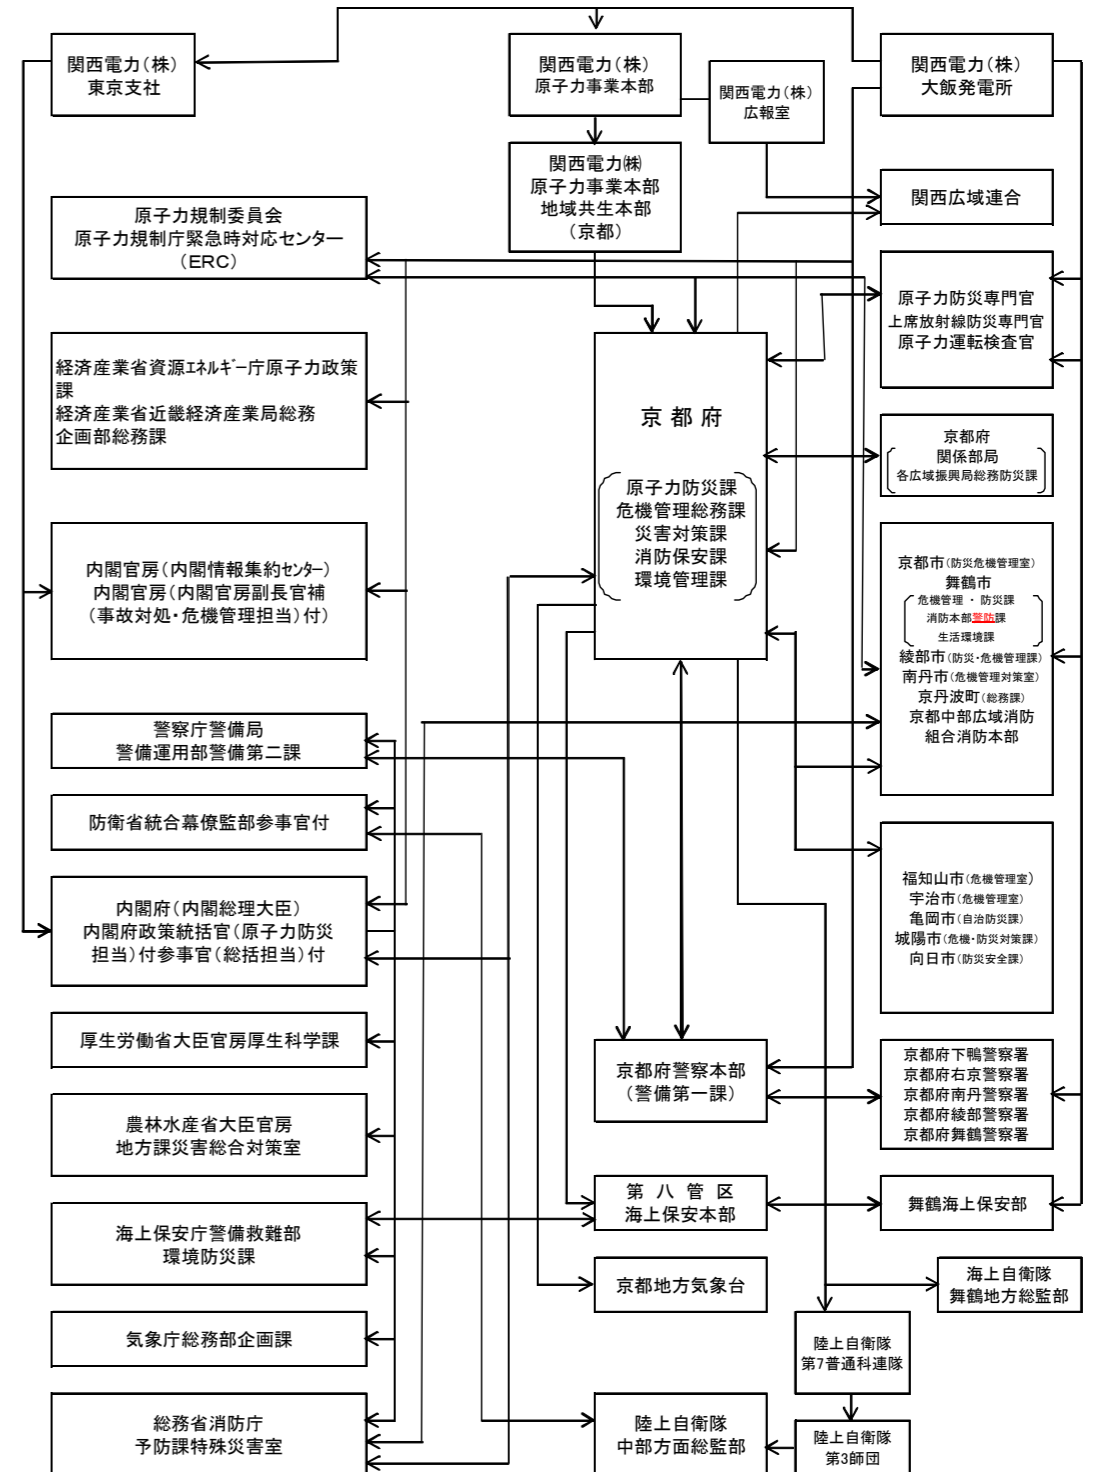 関西電力（株）
東京支社
関西電力（株）
原子力事業本部
関西電力（株）
広報室
関西電力（株）
大飯発電所
関西電力㈱
原子力事業本部
地域共生本部
（京都）
関西広域連合
原子力規制委員会
原子力規制庁緊急時対応センター
（ERC）
原子力防災専門官
上席放射線防災専門官
原子力運転検査官
経済産業省資源エネルギー庁原子力政策
課
経済産業省近畿経済産業局総務
企画部総務課
京都府
原子力防災課
危機管理総務課
災害対策課
消防保安課
環境管理課
京都府
関係部局
各広域振興局総務防災課
内閣官房（内閣情報集約センター）
内閣官房（内閣官房副長官補
（事故対処・危機管理担当）付）
京都市（防災危機管理室）
舞鶴市
危機管理・防災課
消防本部警防課
生活環境課
綾部市（防災・危機管理課）
南丹市（危機管理対策室）
京丹波町（総務課）
京都中部広域消防
組合消防本部
警察庁警備局
警備運用部警備第二課
防衛省統合幕僚監部参事官付
内閣府（内閣総理大臣）
内閣府政策統括官（原子力防災
担当）付参事官（総括担当）付
福知山市（危機管理室）
宇治市（危機管理室）
亀岡市（自治防災課）
城陽市（危機・防災対策課）
向日市（防災安全課）
厚生労働省大臣官房厚生科学課
京都府警察本部
（警備第一課）
京都府下鴨警察署
京都府右京警察署
京都府南丹警察署
京都府綾部警察署
京都府舞鶴警察署
農林水産省大臣官房
地方課災害総合対策室
第八管区
海上保安本部
舞鶴海上保安部
海上保安庁警備救難部
環境防災課
京都地方気象台
海上自衛隊
舞鶴地方総監部
気象庁総務部企画課
陸上自衛隊
第7普通科連隊
総務省消防庁
予防課特殊災害室
陸上自衛隊
中部方面総監部
陸上自衛隊
第3師団